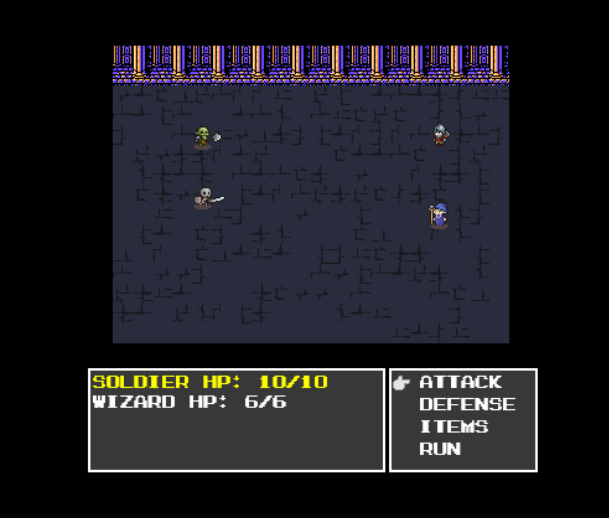 SOLDIER HP: 10/10
WIZARD HP: 6/6
ATTACK
DEFENSE
ITEMS
RUN